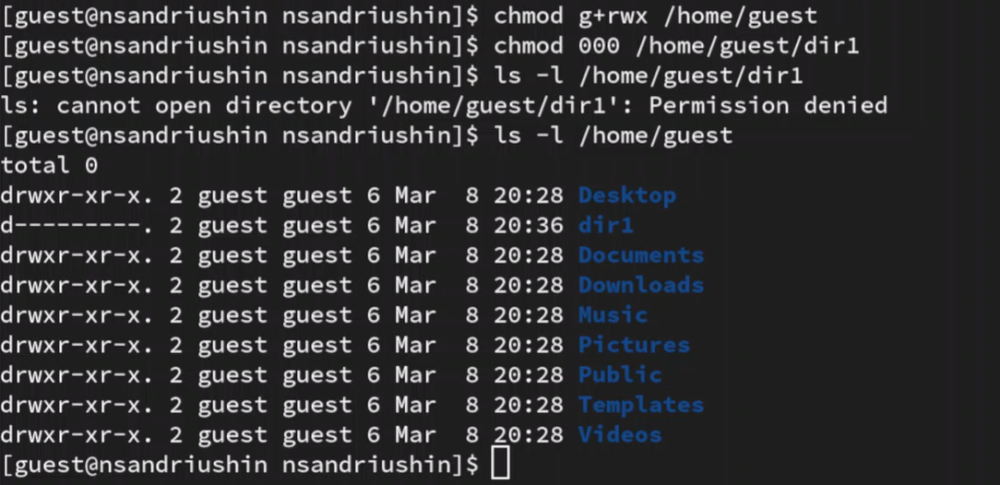 [guest@nsandriushin nsandriushin]$ chmod g+rwx /home/guest
[guest@nsandriushin nsandriushin]$ chmod 000 /home/guest/dir1
[guest@nsandriushin nsandriushin]$ ls -l /home/guest/dir1
ls: cannot open directory '/home/guest/dir1': Permission denied
[guest@nsandriushin nsandriushin]$ ls -l /home/guest
total 0
drwxr-xr-x. 2 guest guest 6 Mar  8 20:28 Desktop
d---------. 2 guest guest 6 Mar  8 20:36 dir1
drwxr-xr-x. 2 guest guest 6 Mar  8 20:28 Documents
drwxr-xr-x. 2 guest guest 6 Mar  8 20:28 Downloads
drwxr-xr-x. 2 guest guest 6 Mar  8 20:28 Music
drwxr-xr-x. 2 guest guest 6 Mar  8 20:28 Pictures
drwxr-xr-x. 2 guest guest 6 Mar  8 20:28 Public
drwxr-xr-x. 2 guest guest 6 Mar  8 20:28 Templates
drwxr-xr-x. 2 guest guest 6 Mar  8 20:28 Videos
[guest@nsandriushin nsandriushin]$